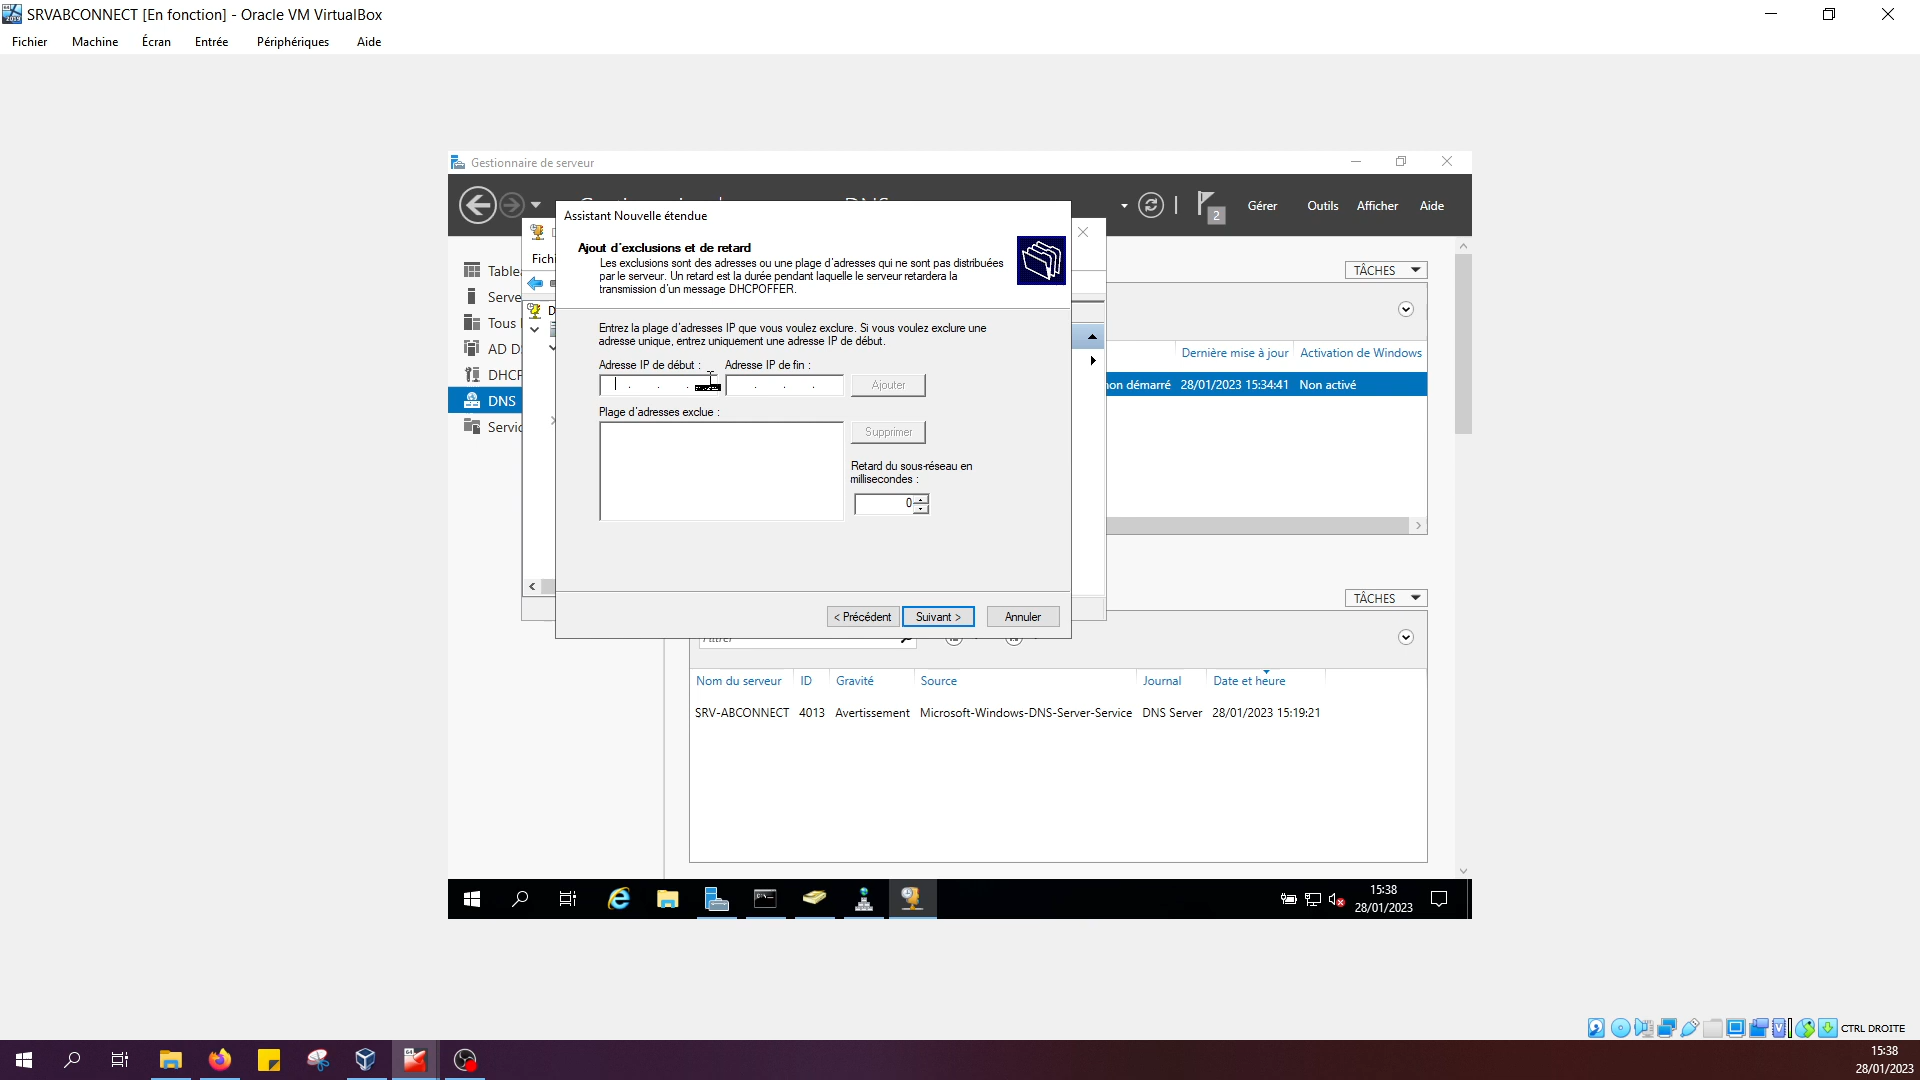 SRVABCONNECT [En fonction] - Oracle VM VirtualBox
Fichier Machine Écran Entrée Périphériques Aide
Gestionnaire de serveur
2 Gérer Outils Afficher Aide
Assistant Nouvelle étendue
Ajout d'exclusions et de retard
Les exclusions sont des adresses ou une plage d'adresses qui ne sont pas distribuées
par le serveur. Un retard est la durée pendant laquelle le serveur retardera la
transmission d'un message DHCPOFFER.
Entrez la plage d'adresses IP que vous voulez exclure. Si vous voulez exclure une
adresse unique, entrez uniquement une adresse IP de début.
Adresse IP de début : Adresse IP de fin :
Ajouter
Plage d'adresses exclue :
Supprimer
Retard du sous-réseau en
millisecondes :
0
< Précédent Suivant > Annuler
Fichi
Table
Serve
Tous
AD D
DHCP
DNS
Servic
TÂCHES
Dernière mise à jour Activation de Windows
non démarré 28/01/2023 15:34:41 Non activé
TÂCHES
Nom du serveur ID Gravité Source Journal Date et heure
SRV-ABCONNECT 4013 Avertissement Microsoft-Windows-DNS-Server-Service DNS Server 28/01/2023 15:19:21
15:38
28/01/2023
CTRL DROITE
15:38
28/01/2023